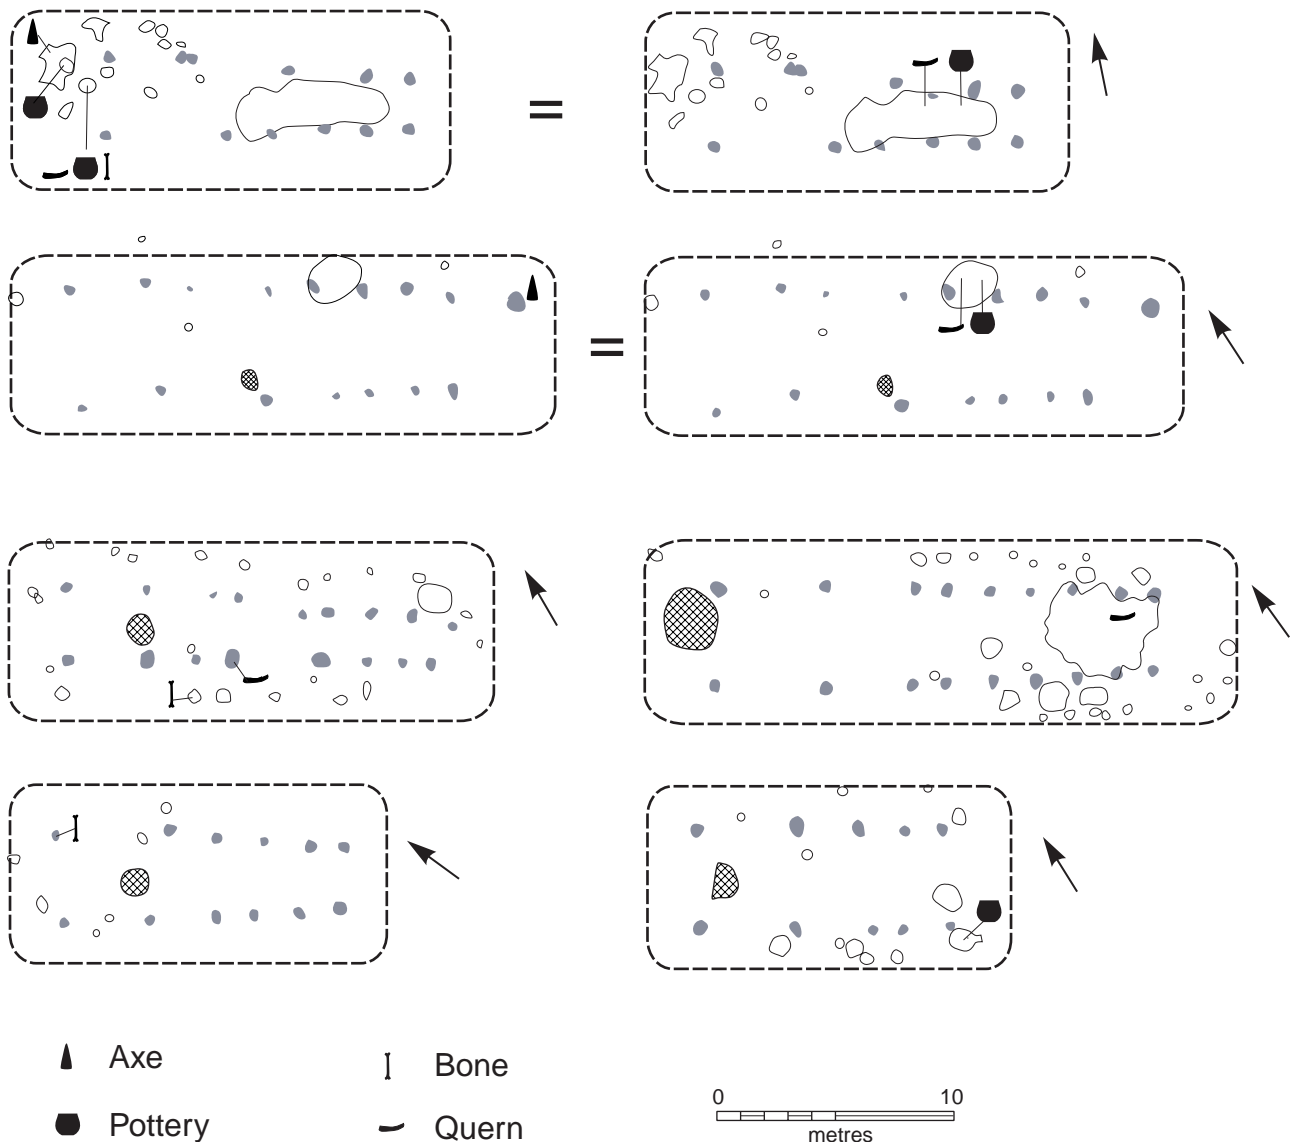 =
=
Axe
Bone
Pottery
Quern
0 10
metres